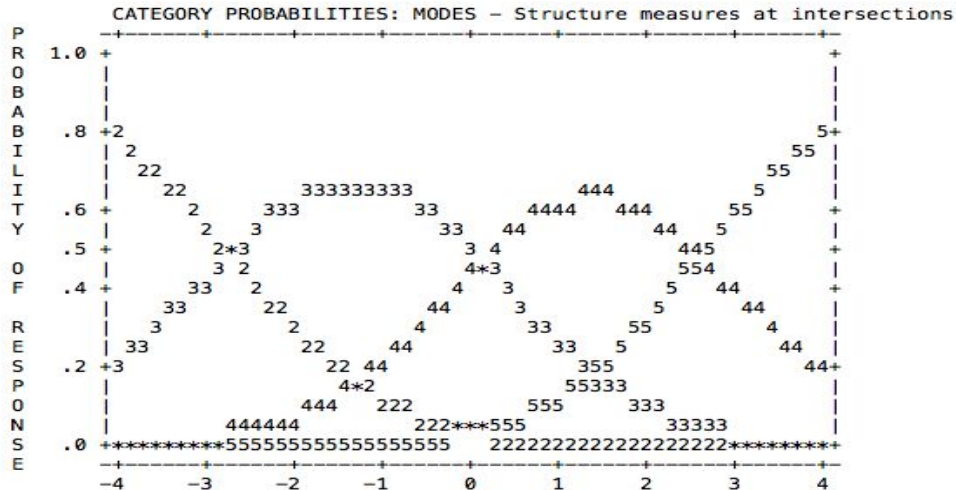 CATEGORY PROBABILITIES: MODES – Structure measures at intersections
P      –+––––––+––––––+––––––+––––––+––––––+––––––+––––––+––––––+–
R  1.0 +                                                         +
O      |                                                         |
B      |                                                         |
A      |                                                         |
B   .8 +2                                                       5+
I      | 2                                                    55 |
L      |  22                                                55   |
I      |    22         333333333             444           5     |
T   .6 +      2     333         33       4444   444      55      +
Y      |       2   3              33   44          44   5        |
    .5 +        2*3                 3 4              445         +
O      |        3 2                 4*3              554         |
F   .4 +      33   2               4   3            5   44       +
       |    33      22           44     3          5      44     |
R      |   3          2         4        33      55         4    |
E      | 33            22     44           33   5            44  |
S   .2 +3                22 44               355               44+
P      |                  4*2               55333                |
O      |               444   222         555     333             |
N      |         444444         222***555           33333        |
S   .0 +*********555555555555555555   2222222222222222222********+
E      –+––––––+––––––+––––––+––––––+––––––+––––––+––––––+––––––+–
       –4     –3     –2     –1      0      1      2      3      4